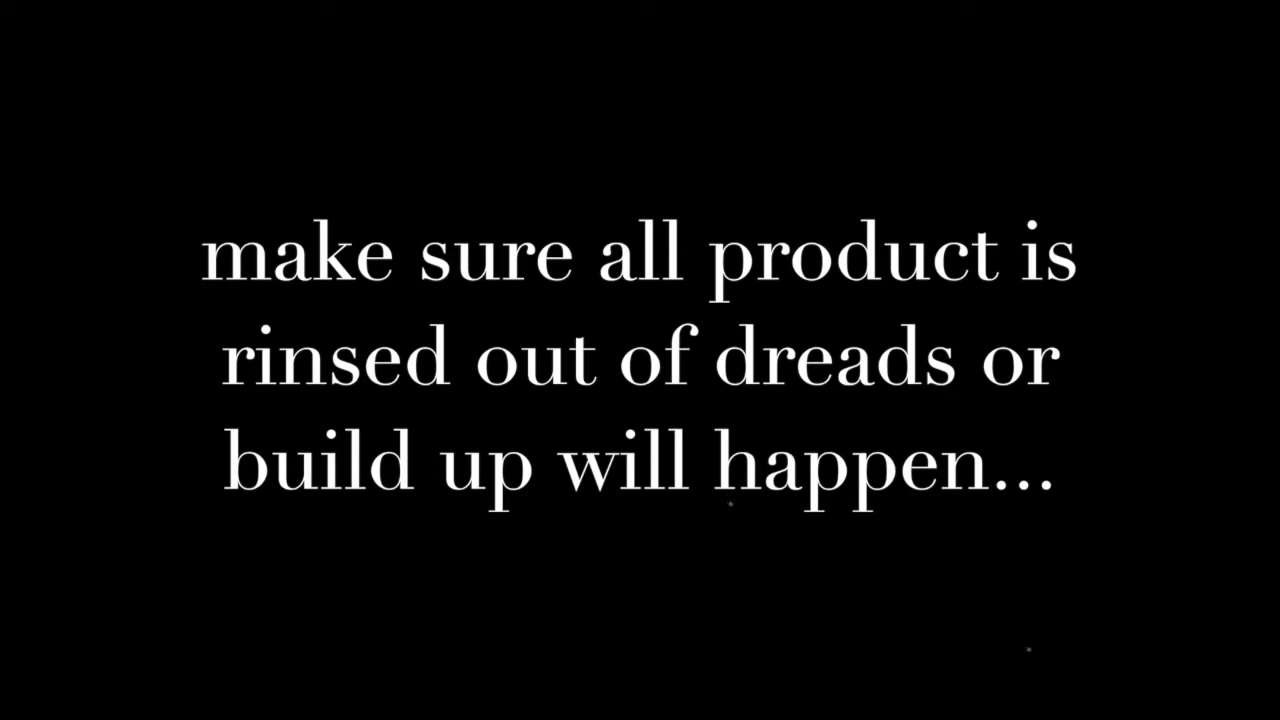 make sure all product is
rinsed out of dreads or
build up will happen...